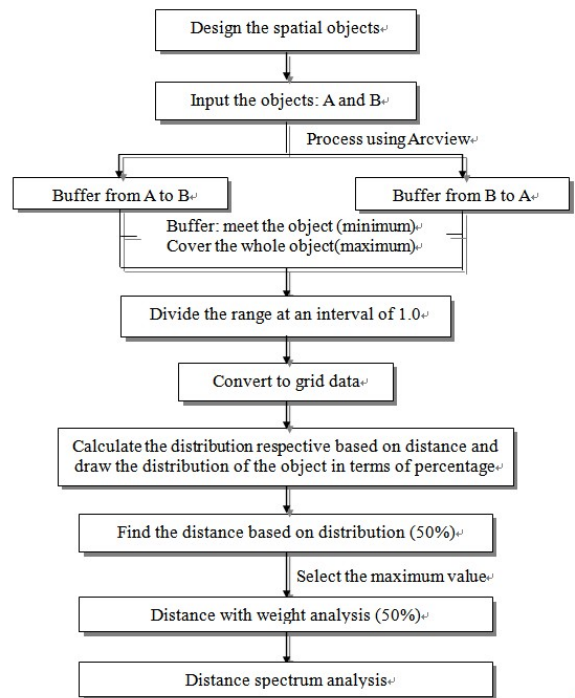 Design the spatial objects↵
Input the objects: A and B↵
Process using Arcview↵
Buffer from A to B↵
Buffer from B to A↵
Buffer: meet the object (minimum)↵
Cover the whole object(maximum)↵
Divide the range at an interval of 1.0↵
Convert to grid data↵
Calculate the distribution respective based on distance and
draw the distribution of the object in terms of percentage↵
Find the distance based on distribution (50%)↵
Select the maximum value↵
Distance with weight analysis (50%)↵
Distance spectrum analysis↵